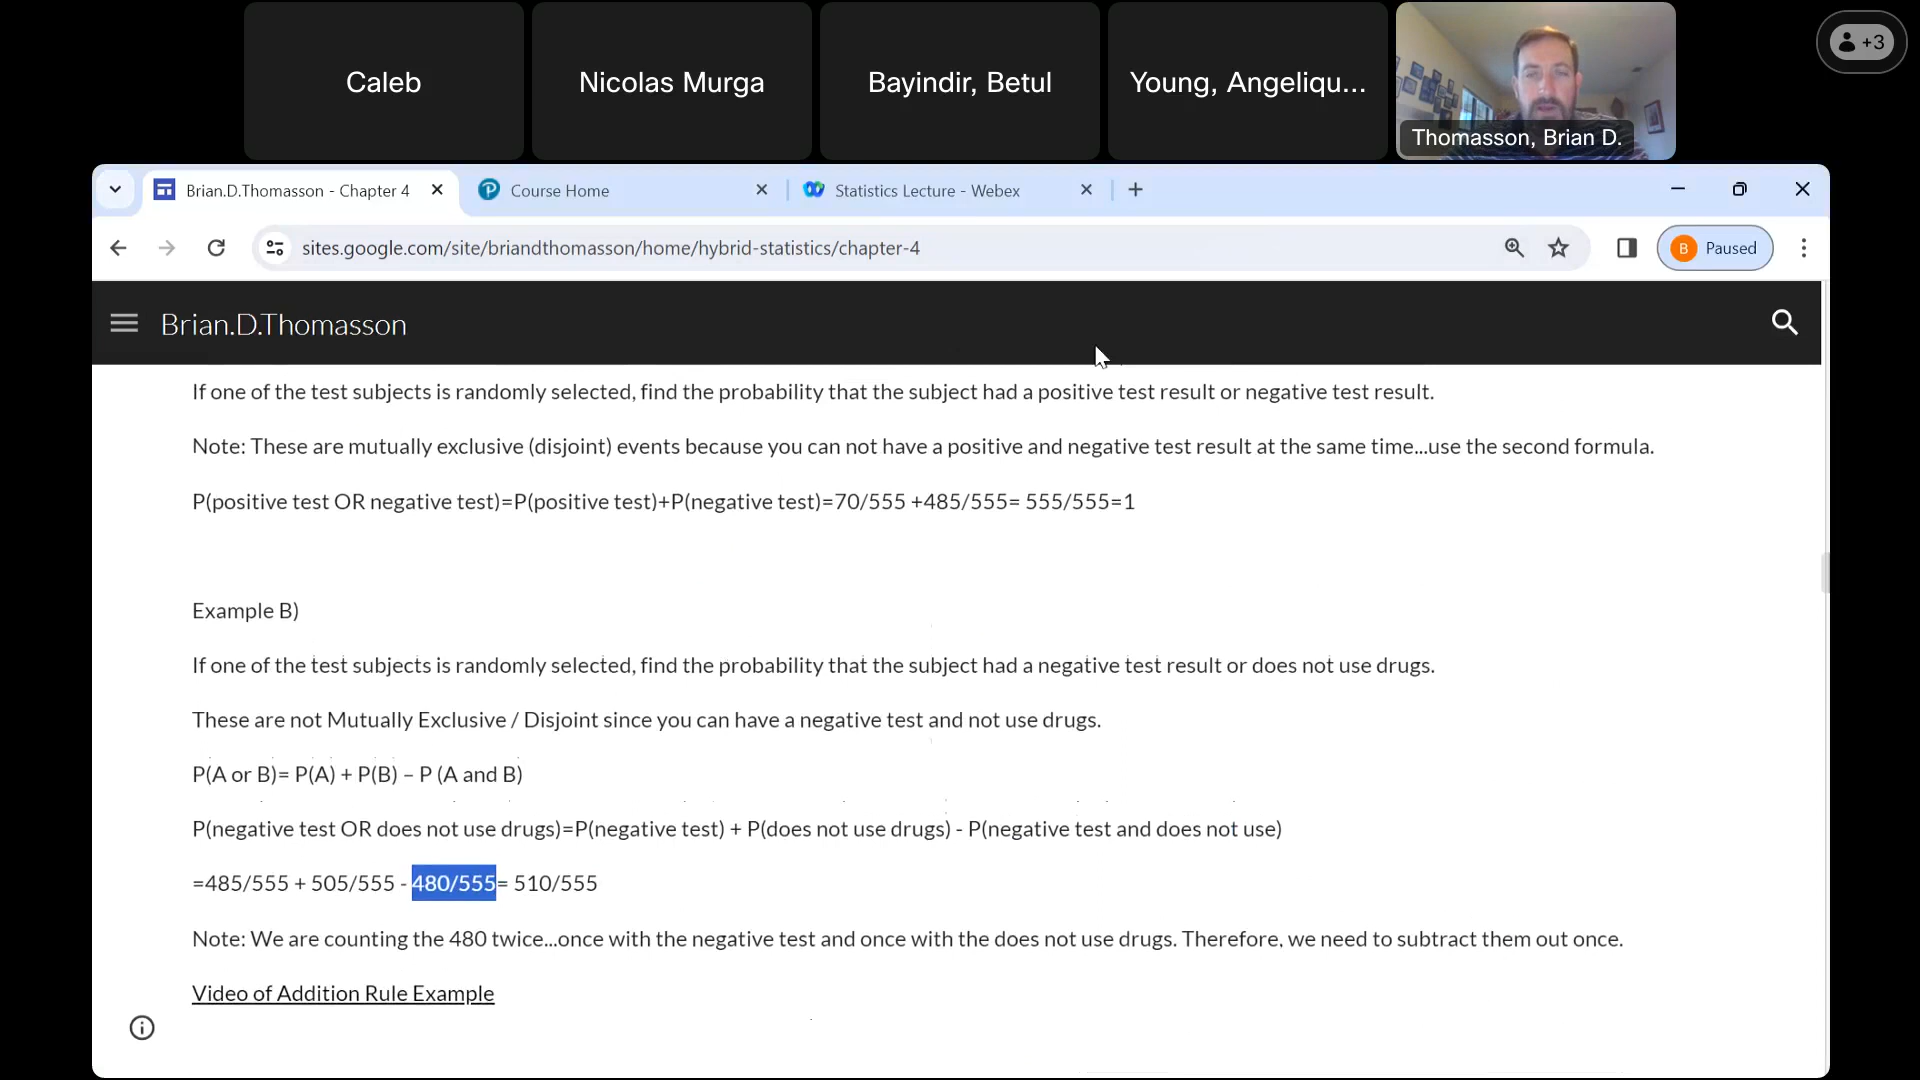 Caleb
Nicolas Murga
Bayindir, Betul
Young, Angeliqu...
Thomasson, Brian D.
+3
Brian.D.Thomasson - Chapter 4
Course Home
Statistics Lecture - Webex
sites.google.com/site/briandthomasson/home/hybrid-statistics/chapter-4
B Paused
Brian.D.Thomasson
If one of the test subjects is randomly selected, find the probability that the subject had a positive test result or negative test result.
Note: These are mutually exclusive (disjoint) events because you can not have a positive and negative test result at the same time...use the second formula.
P(positive test OR negative test)=P(positive test)+P(negative test)=70/555 +485/555= 555/555=1
Example B)
If one of the test subjects is randomly selected, find the probability that the subject had a negative test result or does not use drugs.
These are not Mutually Exclusive / Disjoint since you can have a negative test and not use drugs.
P(A or B)= P(A) + P(B) – P (A and B)
P(negative test OR does not use drugs)=P(negative test) + P(does not use drugs) - P(negative test and does not use)
=485/555 + 505/555 - 480/555= 510/555
Note: We are counting the 480 twice...once with the negative test and once with the does not use drugs. Therefore, we need to subtract them out once.
Video of Addition Rule Example